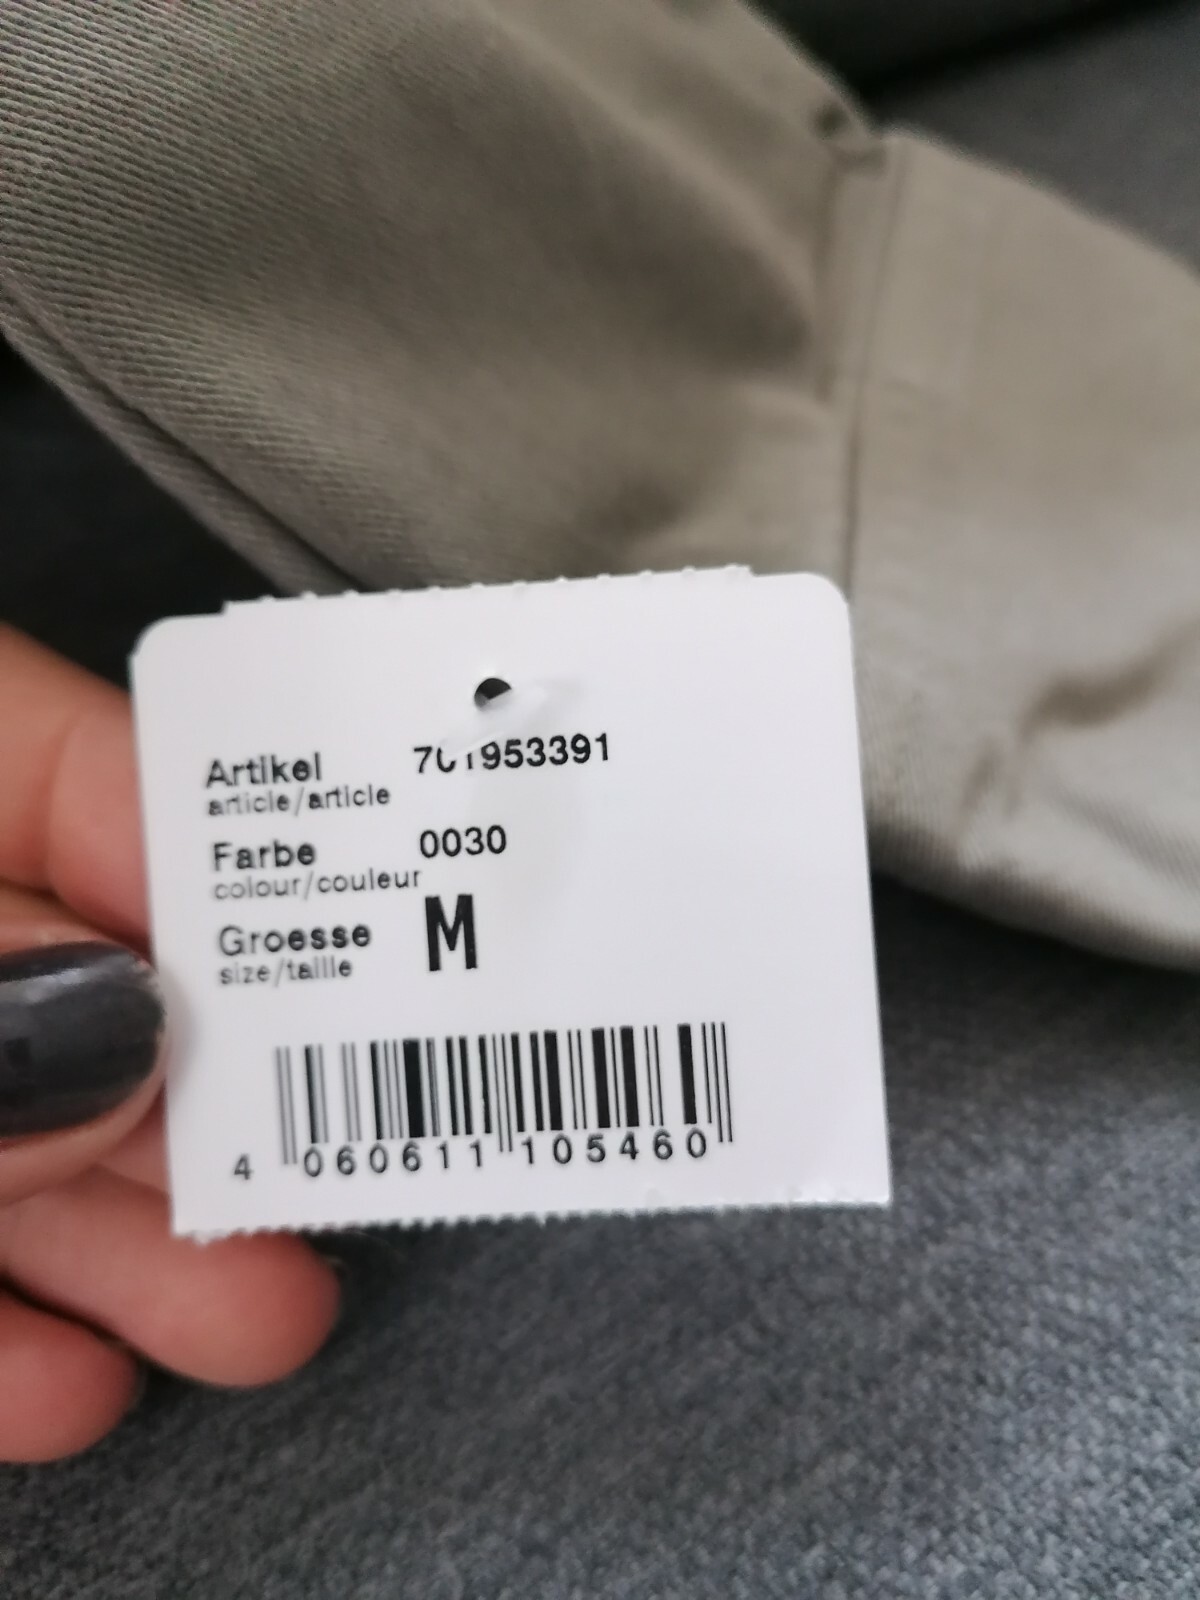 Artikel 701953391
article/article
Farbe 0030
colour/couleur
Groesse M
size/taille
4 060611 105460